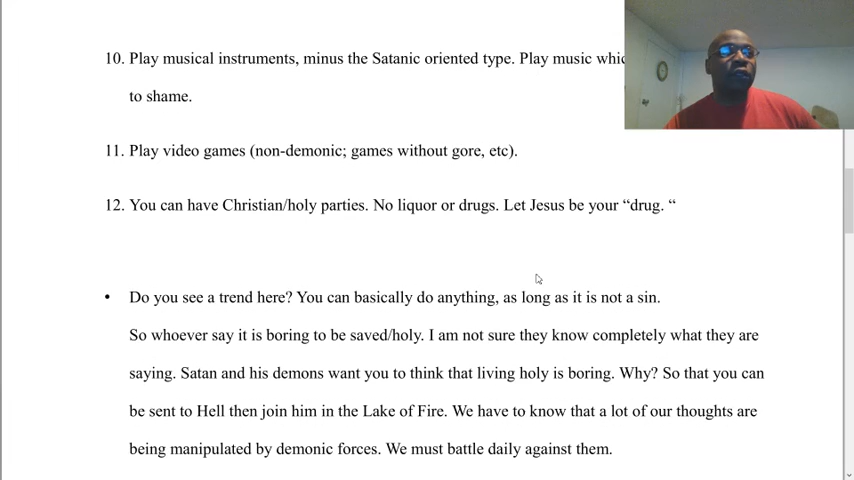 10. Play musical instruments, minus the Satanic oriented type. Play music
to shame.
11. Play video games (non-demonic; games without gore, etc).
12. You can have Christian/holy parties. No liquor or drugs. Let Jesus be your “drug. “
• Do you see a trend here? You can basically do anything, as long as it is not a sin.
So whoever say it is boring to be saved/holy. I am not sure they know completely what they are
saying. Satan and his demons want you to think that living holy is boring. Why? So that you can
be sent to Hell then join him in the Lake of Fire. We have to know that a lot of our thoughts are
being manipulated by demonic forces. We must battle daily against them.